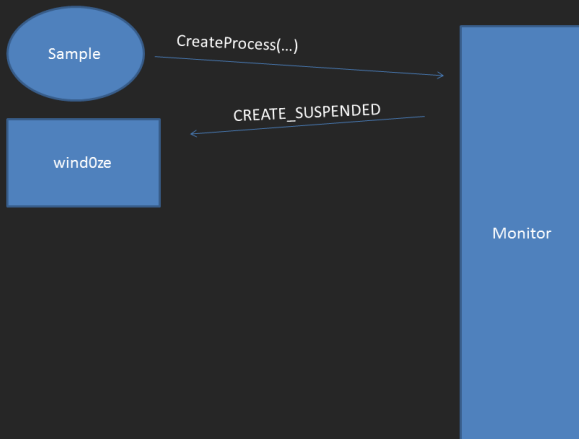 Sample
CreateProcess(...)
CREATE_SUSPENDED
wind0ze
Monitor